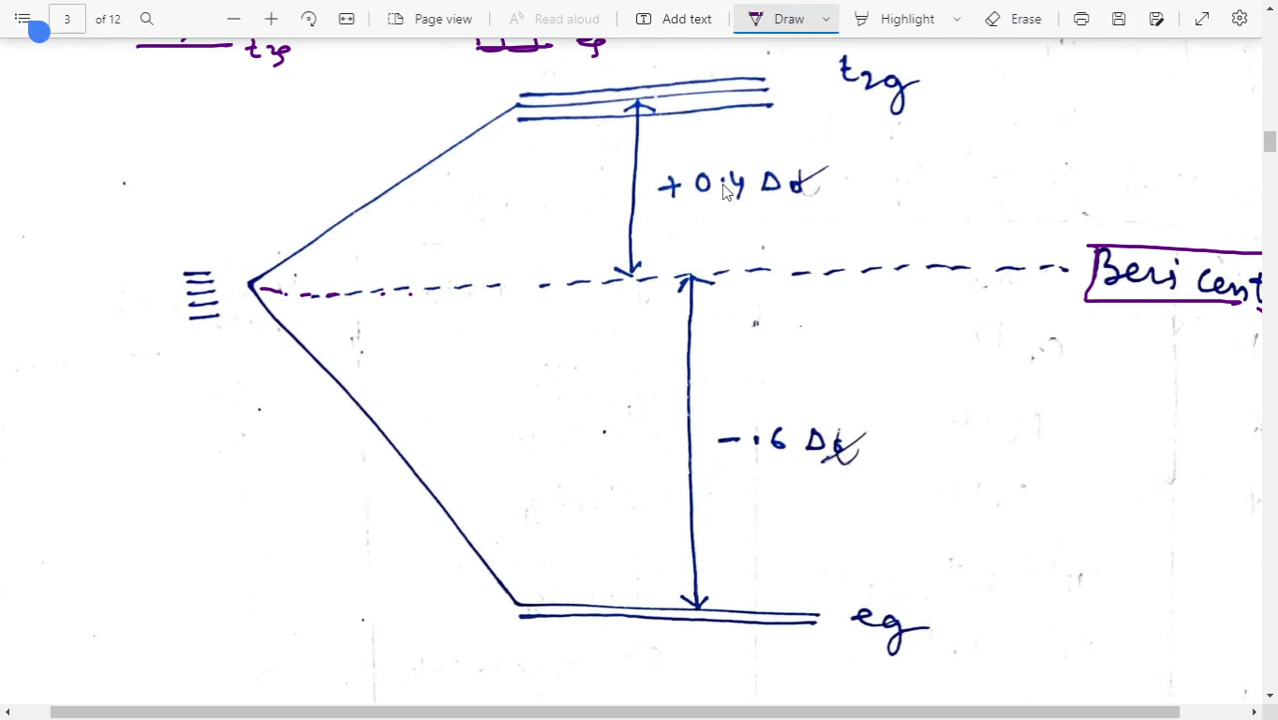 3 of 12 Page view Read aloud Add text Draw Highlight Erase
t2g eg
t2g
+ 0.4 Δt
Beri cent
- .6 Δt
eg